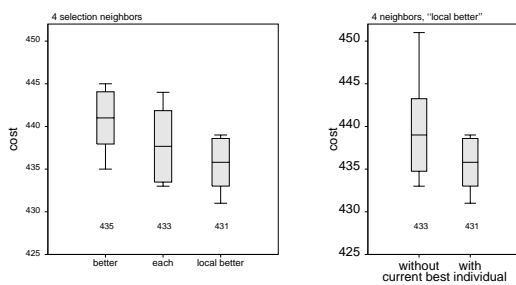 4 selection neighbors
450
445
440
435
430
425
cost
435
433
431
better
each
local better
4 neighbors, "local better"
450
445
440
435
430
425
cost
433
431
without
with
current best individual